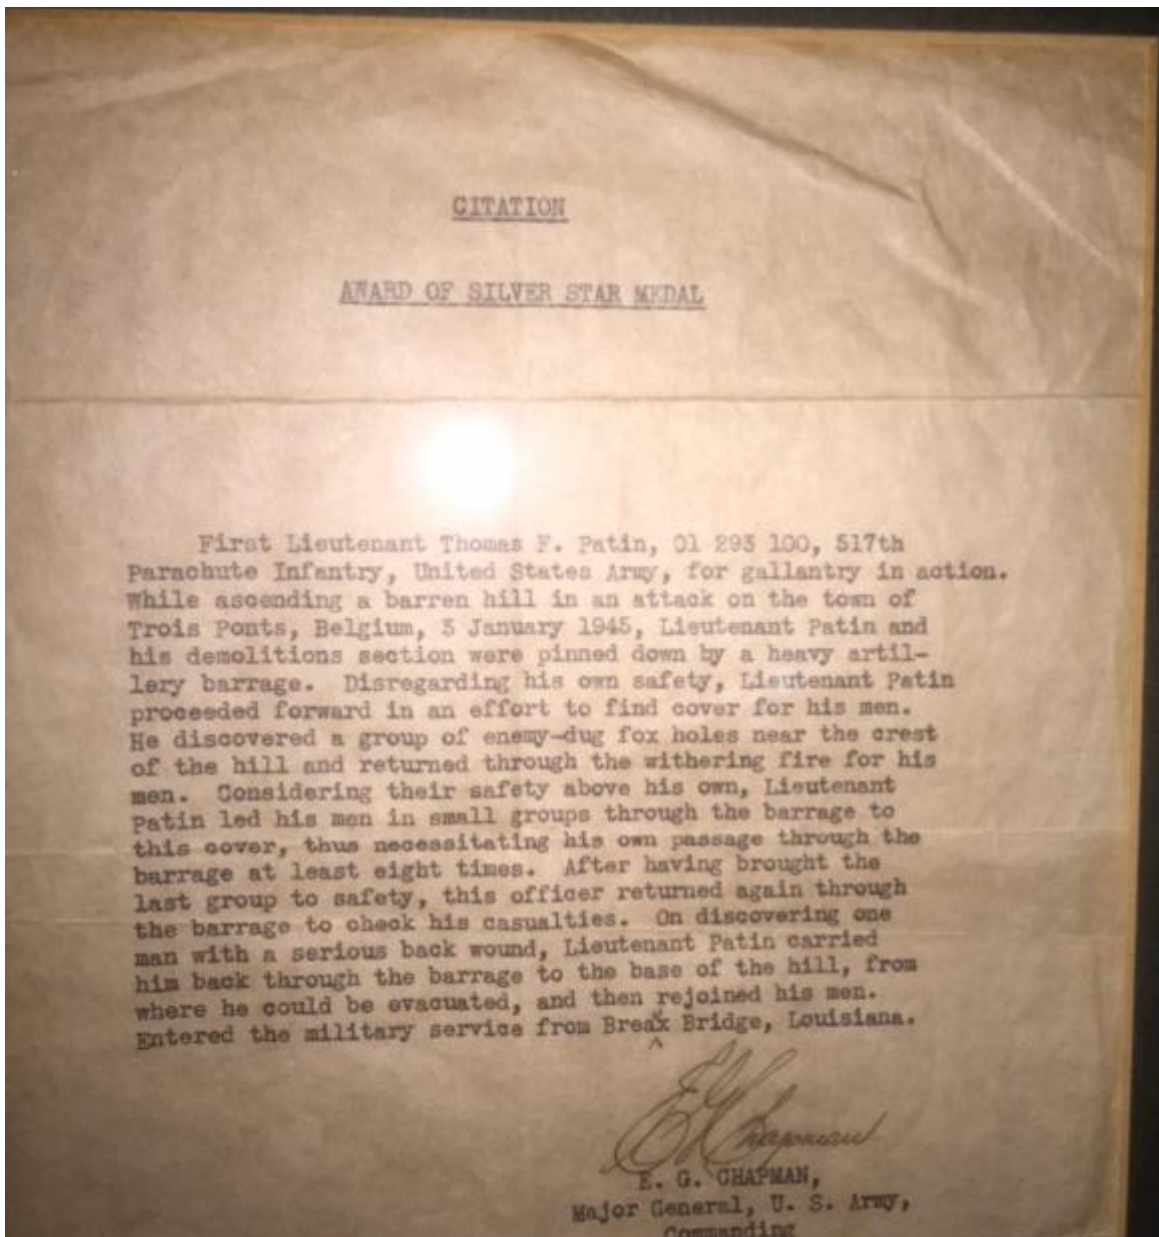 CITATION
AWARD OF SILVER STAR MEDAL
First Lieutenant Thomas F. Patin, O1 293 100, 517th
Parachute Infantry, United States Army, for gallantry in action.
While ascending a barren hill in an attack on the town of
Trois Ponts, Belgium, 3 January 1945, Lieutenant Patin and
his demolitions section were pinned down by a heavy artil-
lery barrage. Disregarding his own safety, Lieutenant Patin
proceeded forward in an effort to find cover for his men.
He discovered a group of enemy-dug fox holes near the crest
of the hill and returned through the withering fire for his
men. Considering their safety above his own, Lieutenant
Patin led his men in small groups through the barrage to
this cover, thus necessitating his own passage through the
barrage at least eight times. After having brought the
last group to safety, this officer returned again through
the barrage to check his casualties. On discovering one
man with a serious back wound, Lieutenant Patin carried
him back through the barrage to the base of the hill, from
where he could be evacuated, and then rejoined his men.
Entered the military service from Breax Bridge, Louisiana.
E G Chapman
E. G. CHAPMAN,
Major General, U. S. Army,
Commanding